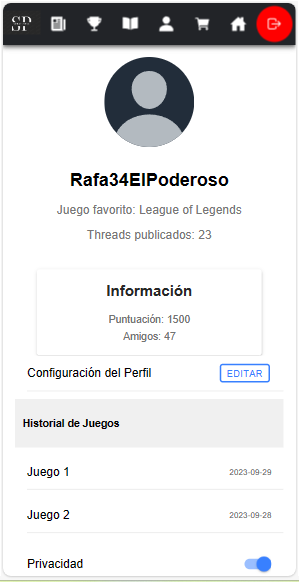 SP
Rafa34ElPoderoso
Juego favorito: League of Legends
Threads publicados: 23
Información
Puntuación: 1500
Amigos: 47
Configuración del Perfil EDITAR
Historial de Juegos
Juego 1 2023-09-29
Juego 2 2023-09-28
Privacidad